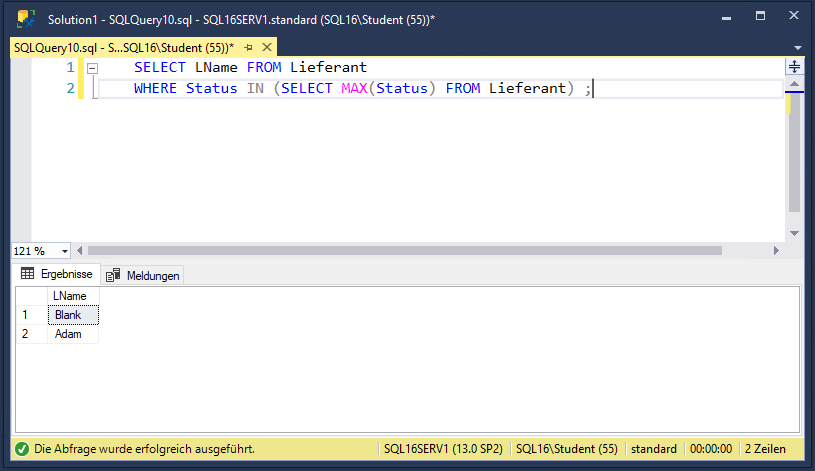 Solution1 - SQLQuery10.sql - SQL16SERV1.standard (SQL16\Student (55))*
SQLQuery10.sql - S...SQL16\Student (55))*
1 SELECT LName FROM Lieferant
2 WHERE Status IN (SELECT MAX(Status) FROM Lieferant) ;
121 %
Ergebnisse Meldungen
LName
1 Blank
2 Adam
Die Abfrage wurde erfolgreich ausgeführt. SQL16SERV1 (13.0 SP2) SQL16\Student (55) standard 00:00:00 2 Zeilen